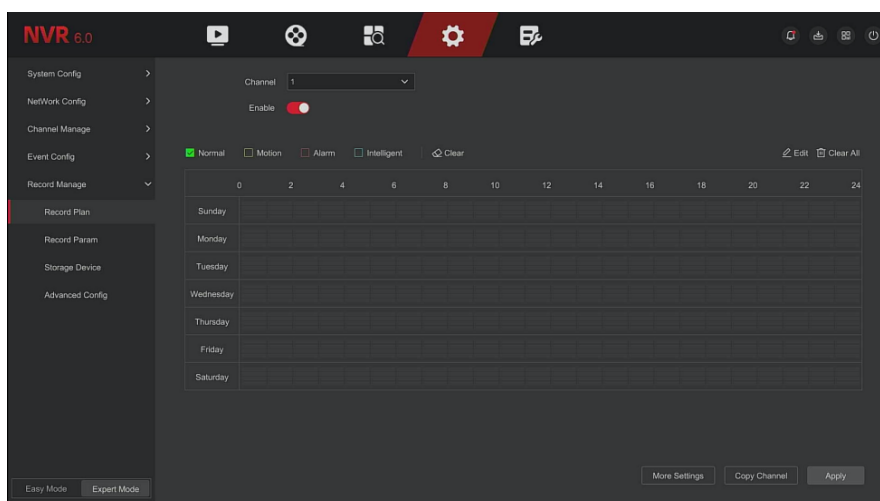 NVR 6.0
System Config
NetWork Config
Channel Manage
Event Config
Record Manage
Record Plan
Record Param
Storage Device
Advanced Config
Easy Mode Expert Mode
Channel 1
Enable
Normal Motion Alarm Intelligent Clear Edit Clear All
0 2 4 6 8 10 12 14 16 18 20 22 24
Sunday
Monday
Tuesday
Wednesday
Thursday
Friday
Saturday
More Settings Copy Channel Apply